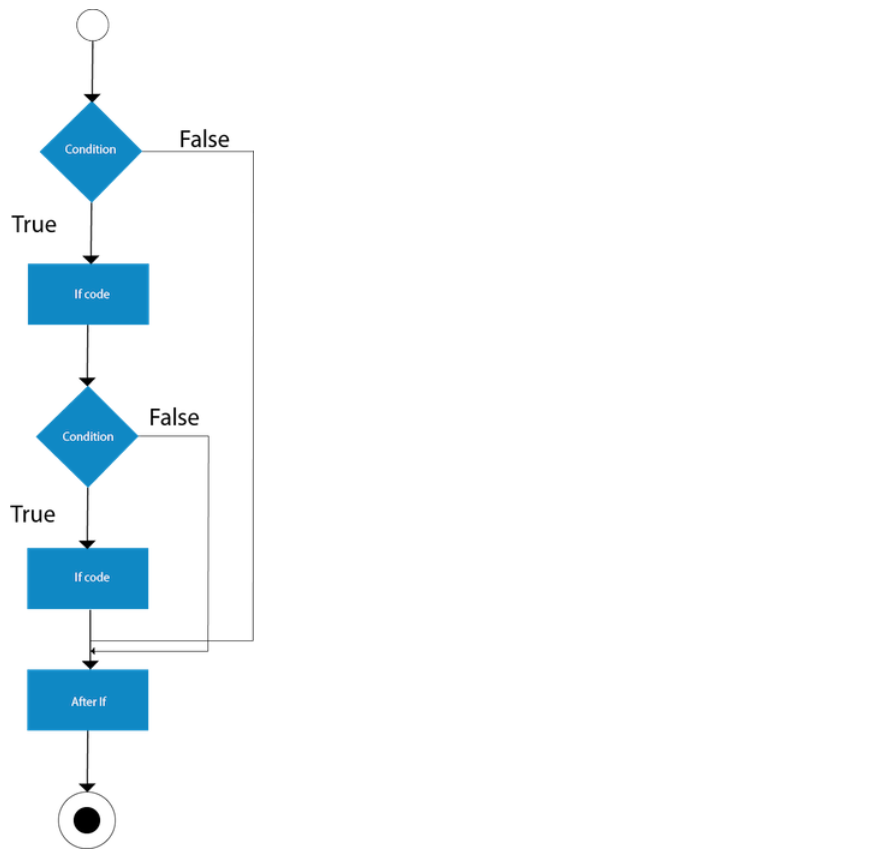 Condition
False
True
If code
Condition
False
True
If code
After If